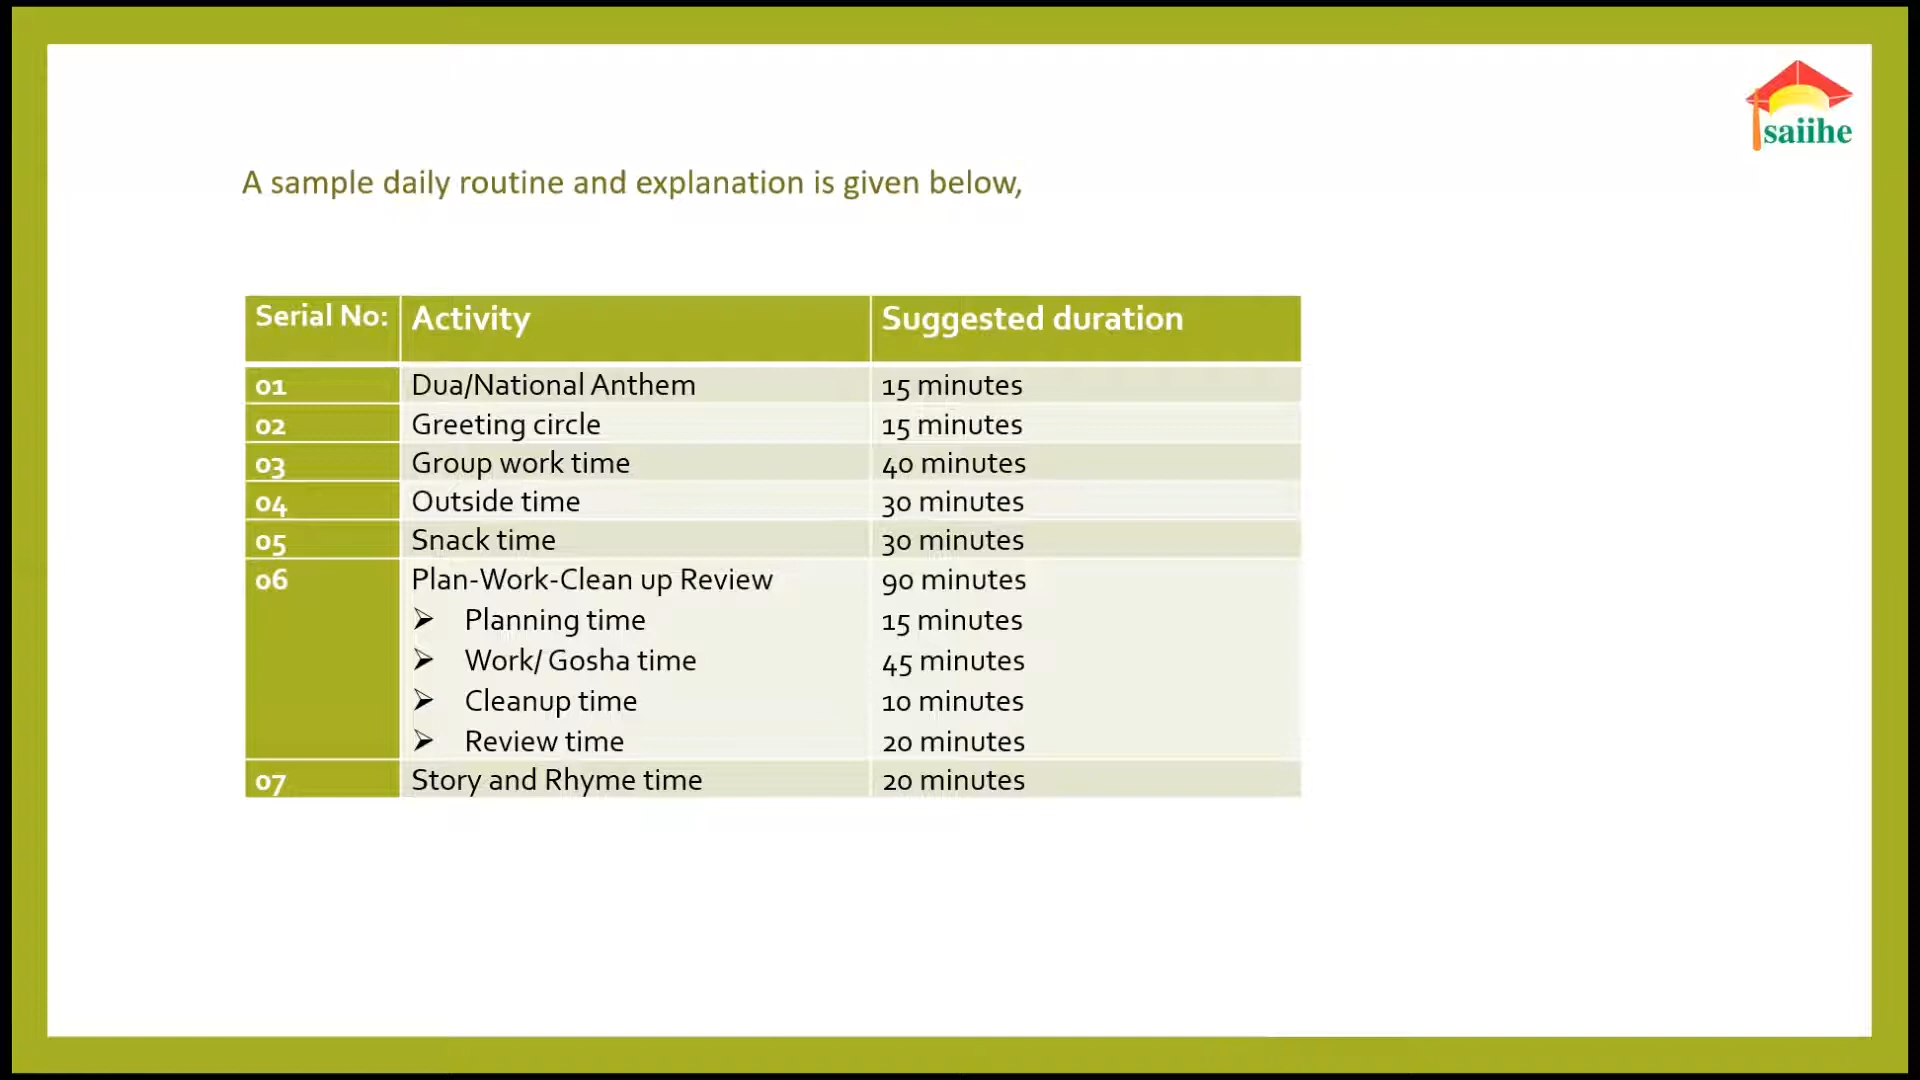 saiihe
A sample daily routine and explanation is given below,
Serial No: Activity Suggested duration
01 Dua/National Anthem 15 minutes
02 Greeting circle 15 minutes
03 Group work time 40 minutes
04 Outside time 30 minutes
05 Snack time 30 minutes
06 Plan-Work-Clean up Review 90 minutes
➢ Planning time 15 minutes
➢ Work/ Gosha time 45 minutes
➢ Cleanup time 10 minutes
➢ Review time 20 minutes
07 Story and Rhyme time 20 minutes